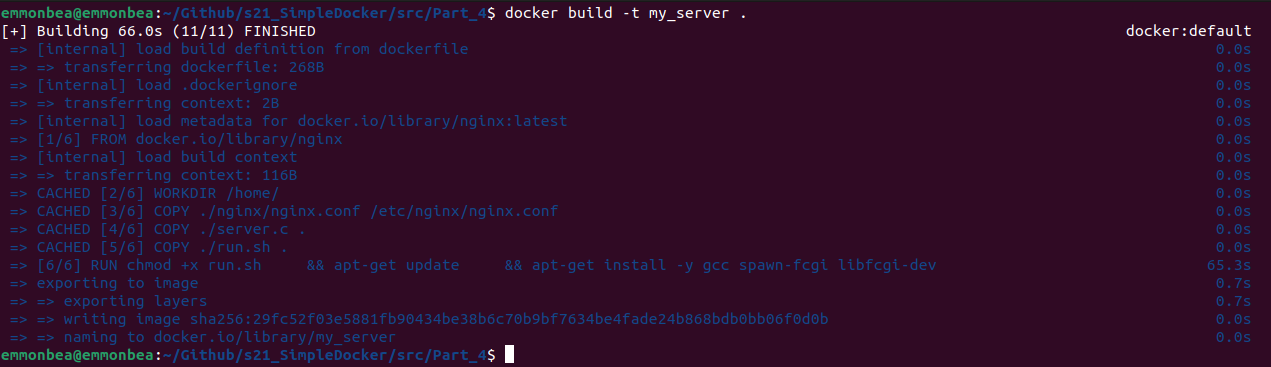 emmonbea@emmonbea:~/Github/s21_SimpleDocker/src/Part_4$ docker build -t my_server .
[+] Building 66.0s (11/11) FINISHED docker:default
=> [internal] load build definition from dockerfile 0.0s
=> => transferring dockerfile: 268B 0.0s
=> [internal] load .dockerignore 0.0s
=> => transferring context: 2B 0.0s
=> [internal] load metadata for docker.io/library/nginx:latest 0.0s
=> [1/6] FROM docker.io/library/nginx 0.0s
=> [internal] load build context 0.0s
=> => transferring context: 116B 0.0s
=> CACHED [2/6] WORKDIR /home/ 0.0s
=> CACHED [3/6] COPY ./nginx/nginx.conf /etc/nginx/nginx.conf 0.0s
=> CACHED [4/6] COPY ./server.c . 0.0s
=> CACHED [5/6] COPY ./run.sh . 0.0s
=> [6/6] RUN chmod +x run.sh     && apt-get update     && apt-get install -y gcc spawn-fcgi libfcgi-dev 65.3s
=> exporting to image 0.7s
=> => exporting layers 0.7s
=> => writing image sha256:29fc52f03e5881fb90434be38b6c70b9bf7634be4fade24b868bdb0bb06f0d0b 0.0s
=> => naming to docker.io/library/my_server 0.0s
emmonbea@emmonbea:~/Github/s21_SimpleDocker/src/Part_4$